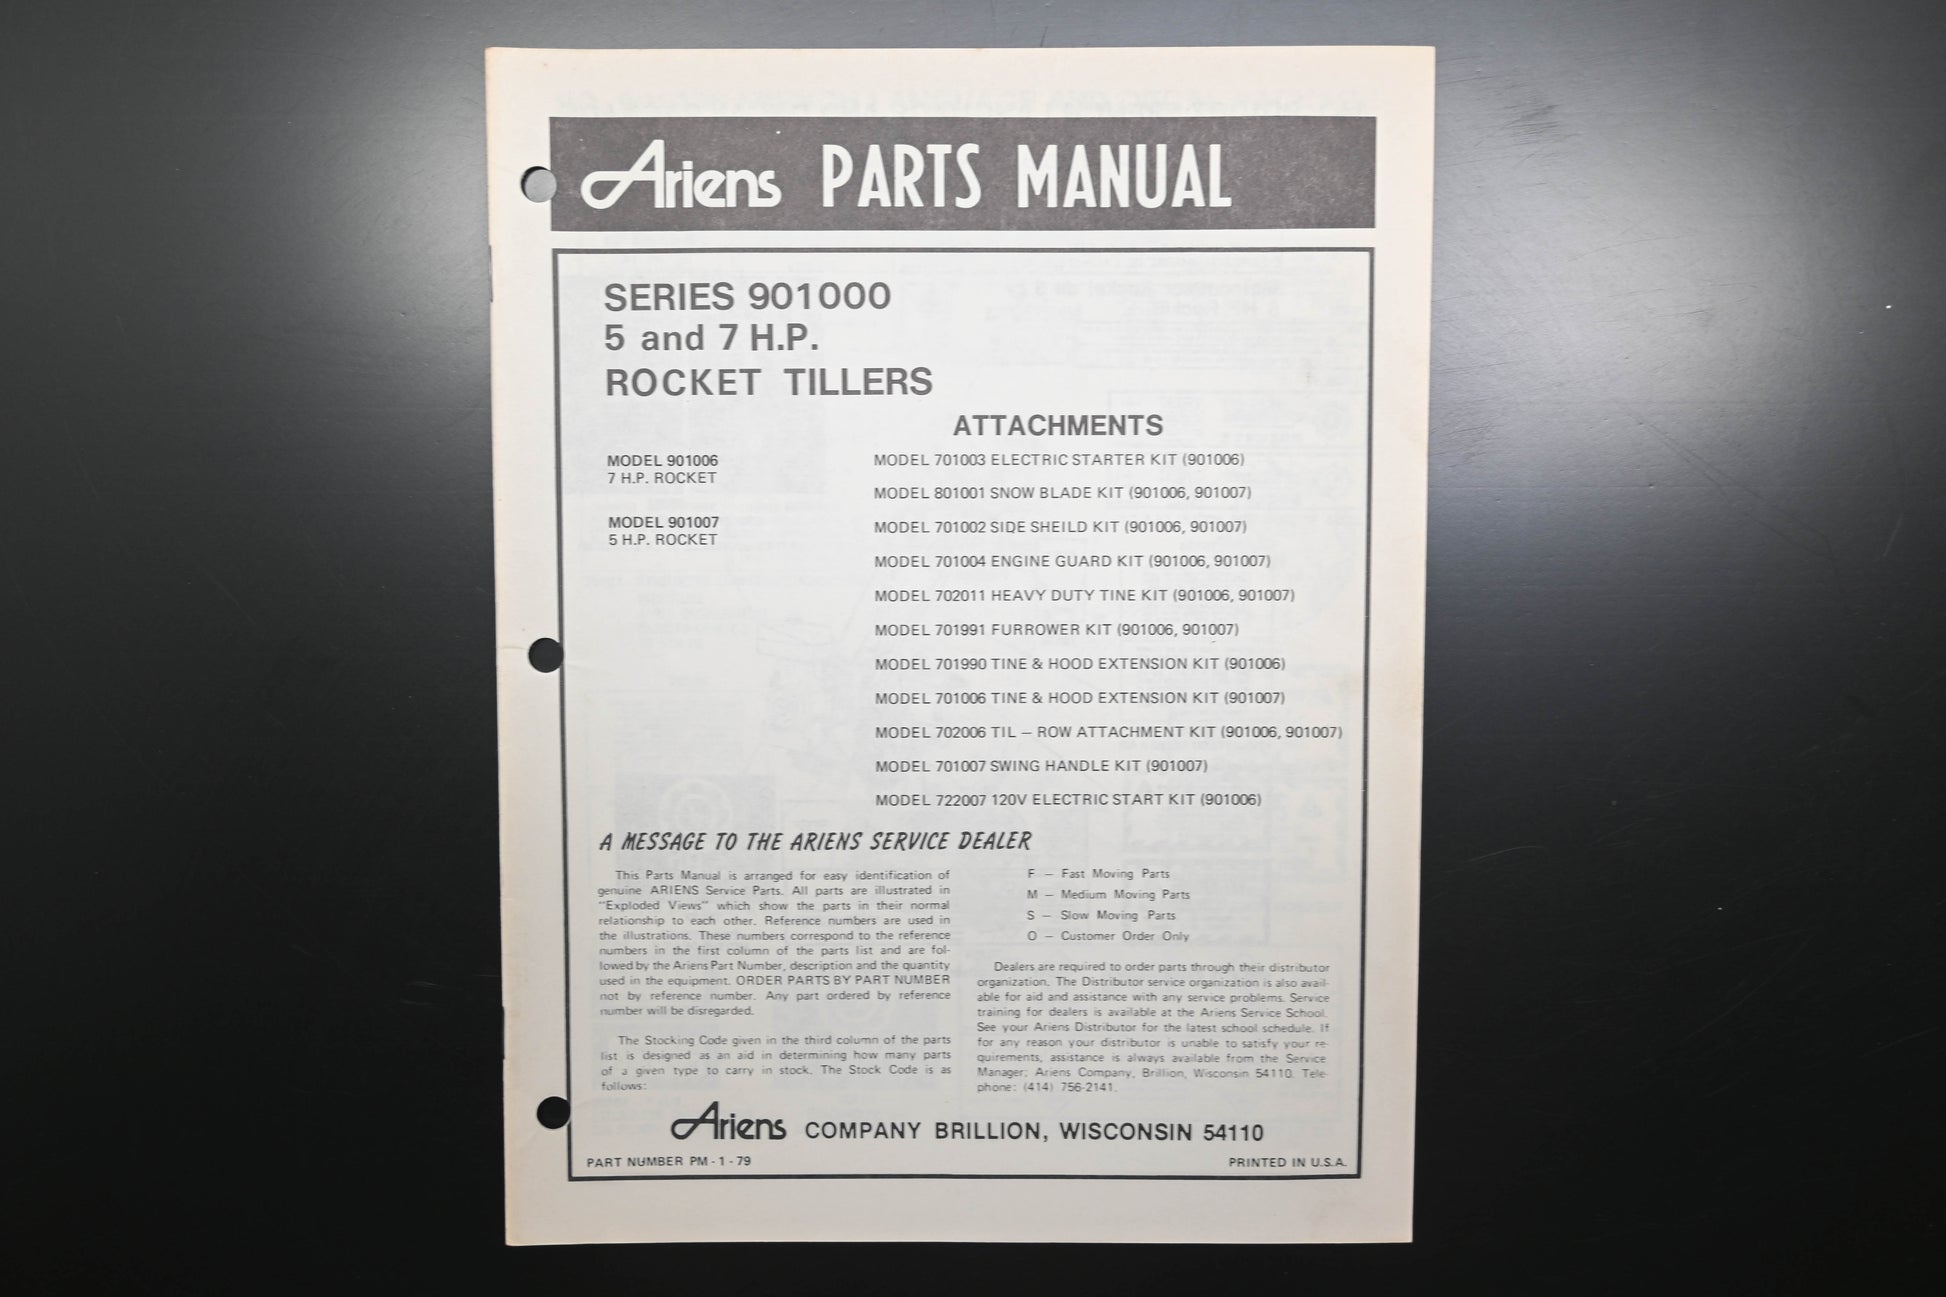 Ariens PARTS MANUAL
SERIES 901000
5 and 7 H.P.
ROCKET TILLERS
MODEL 901006
7 H.P. ROCKET
MODEL 901007
5 H.P. ROCKET
ATTACHMENTS
MODEL 701003 ELECTRIC STARTER KIT (901006)
MODEL 801001 SNOW BLADE KIT (901006, 901007)
MODEL 701002 SIDE SHEILD KIT (901006, 901007)
MODEL 701004 ENGINE GUARD KIT (901006, 901007)
MODEL 702011 HEAVY DUTY TINE KIT (901006, 901007)
MODEL 701991 FURROWER KIT (901006, 901007)
MODEL 701990 TINE & HOOD EXTENSION KIT (901006)
MODEL 701006 TINE & HOOD EXTENSION KIT (901007)
MODEL 702006 TIL – ROW ATTACHMENT KIT (901006, 901007)
MODEL 701007 SWING HANDLE KIT (901007)
MODEL 722007 120V ELECTRIC START KIT (901006)
A MESSAGE TO THE ARIENS SERVICE DEALER
This Parts Manual is arranged for easy identification of
genuine ARIENS Service Parts. All parts are illustrated in
"Exploded Views" which show the parts in their normal
relationship to each other. Reference numbers are used in
the illustrations. These numbers correspond to the reference
numbers in the first column of the parts list and are fol-
lowed by the Ariens Part Number, description and the quantity
used in the equipment. ORDER PARTS BY PART NUMBER
not by reference number. Any part ordered by reference
number will be disregarded.
The Stocking Code given in the third column of the parts
list is designed as an aid in determining how many parts
of a given type to carry in stock. The Stock Code is as
follows:
F – Fast Moving Parts
M – Medium Moving Parts
S – Slow Moving Parts
O – Customer Order Only
Dealers are required to order parts through their distributor
organization. The Distributor service organization is also avail-
able for aid and assistance with any service problems. Service
training for dealers is available at the Ariens Service School.
See your Ariens Distributor for the latest school schedule. If
for any reason your distributor is unable to satisfy your re-
quirements, assistance is always available from the Service
Manager; Ariens Company, Brillion, Wisconsin 54110. Tele-
phone: (414) 756-2141.
Ariens COMPANY BRILLION, WISCONSIN 54110
PART NUMBER PM - 1 - 79
PRINTED IN U.S.A.